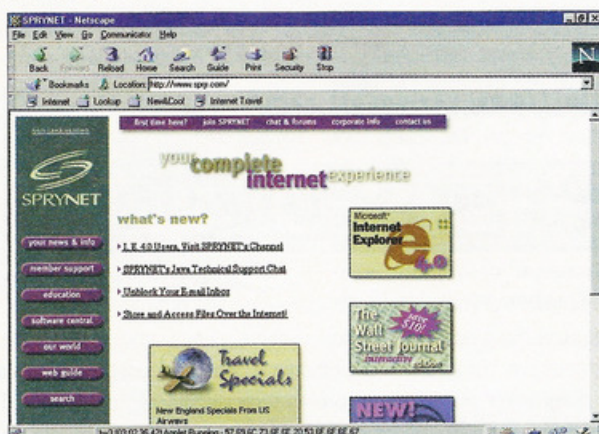 SPRYNET - Netscape
File Edit View Go Communicator Help
Back Forward Reload Home Search Guide Print Security Stop
N
Bookmarks Location: http://www.spry.com/
Internet Lookup New&Cool Internet Travel
first time here? join SPRYNET chat & forums corporate info contact us
your complete internet experience
SPRYNET
what's new?
I. E. 4.0 Users, Visit SPRYNET's Channel
SPRYNET's Java Technical Support Chat
Unblock Your E-mail Inbox
Store and Access Files Over the Internet!
your news & info
member support
education
software central
our world
web guide
search
Microsoft
Internet
Explorer
4.0
The
Wall
Street Journal
interactive
edition
save
$10!
Travel
Specials
New England Specials From US
Airways
NEW!